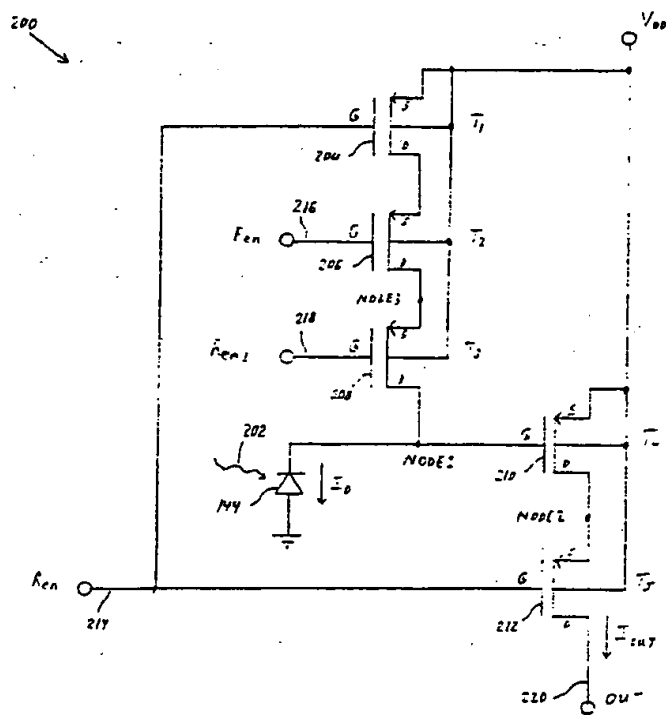 200
VDD
G
S
T1
204
D
216
Fen
G
S
T2
206
D
NODE3
218
G
S
T3
208
D
202
NODE1
G
S
T4
210
D
144
ID
NODE2
S
Ren
G
T5
217
212
D
IOUT
220
OUT